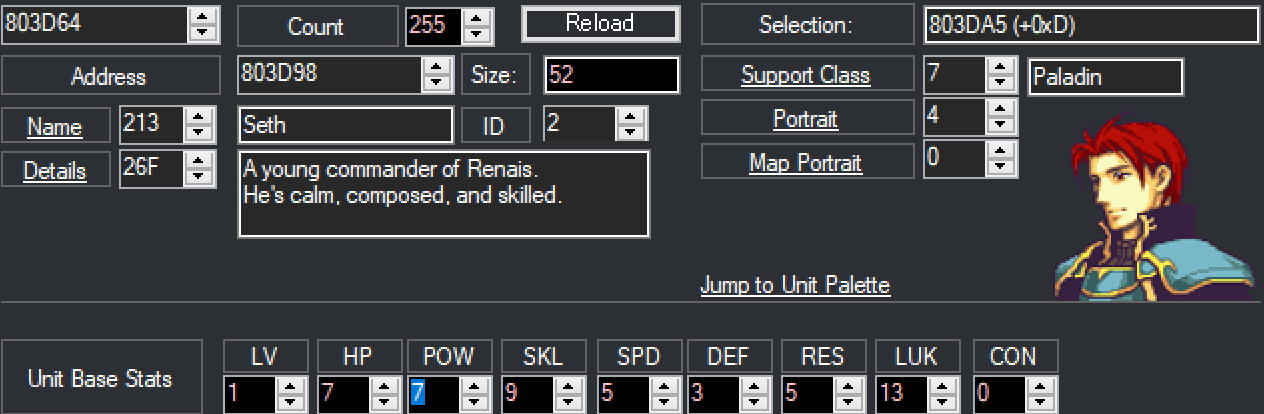 803D64 Count 255 Reload Selection: 803DA5 (+0xD)
Address 803D98 Size: 52 Support Class 7 Paladin
Name 213 Seth ID 2 Portrait 4
Details 26F A young commander of Renais. Map Portrait 0
He's calm, composed, and skilled.
Jump to Unit Palette
LV HP POW SKL SPD DEF RES LUK CON
Unit Base Stats 1 7 7 9 5 3 5 13 0